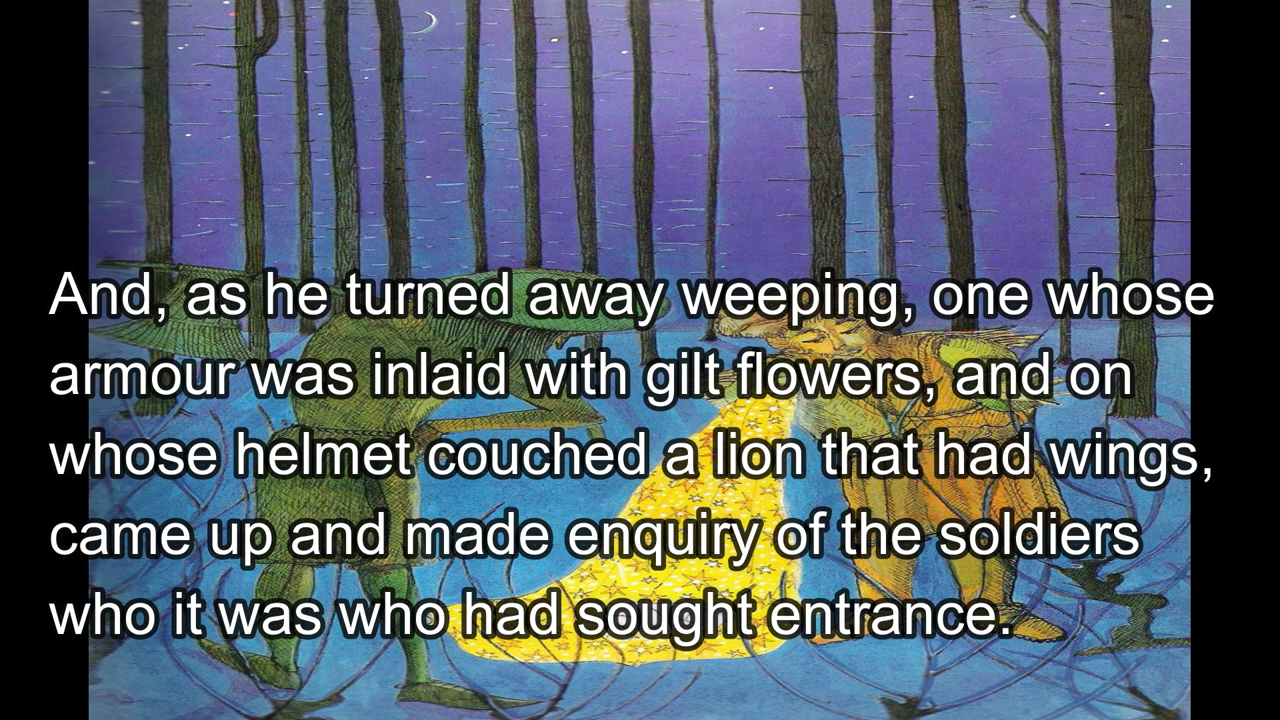 And, as he turned away weeping, one whose
armour was inlaid with gilt flowers, and on
whose helmet couched a lion that had wings,
came up and made enquiry of the soldiers
who it was who had sought entrance.